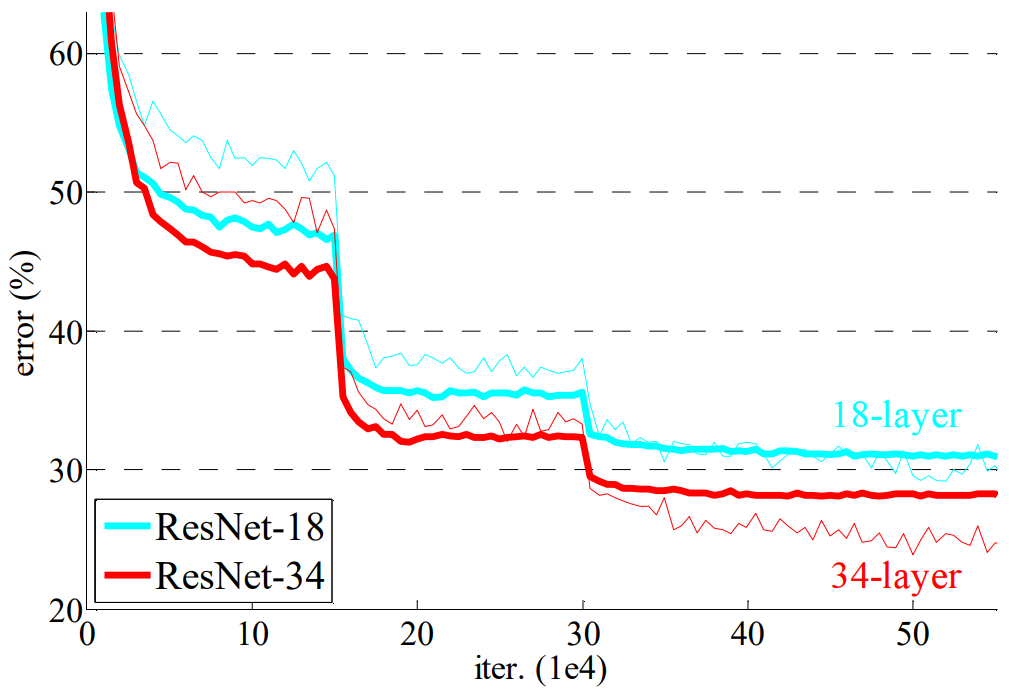 60
50
40
30
20
error (%)
18-layer
34-layer
ResNet-18
ResNet-34
0 10 20 30 40 50
iter. (1e4)